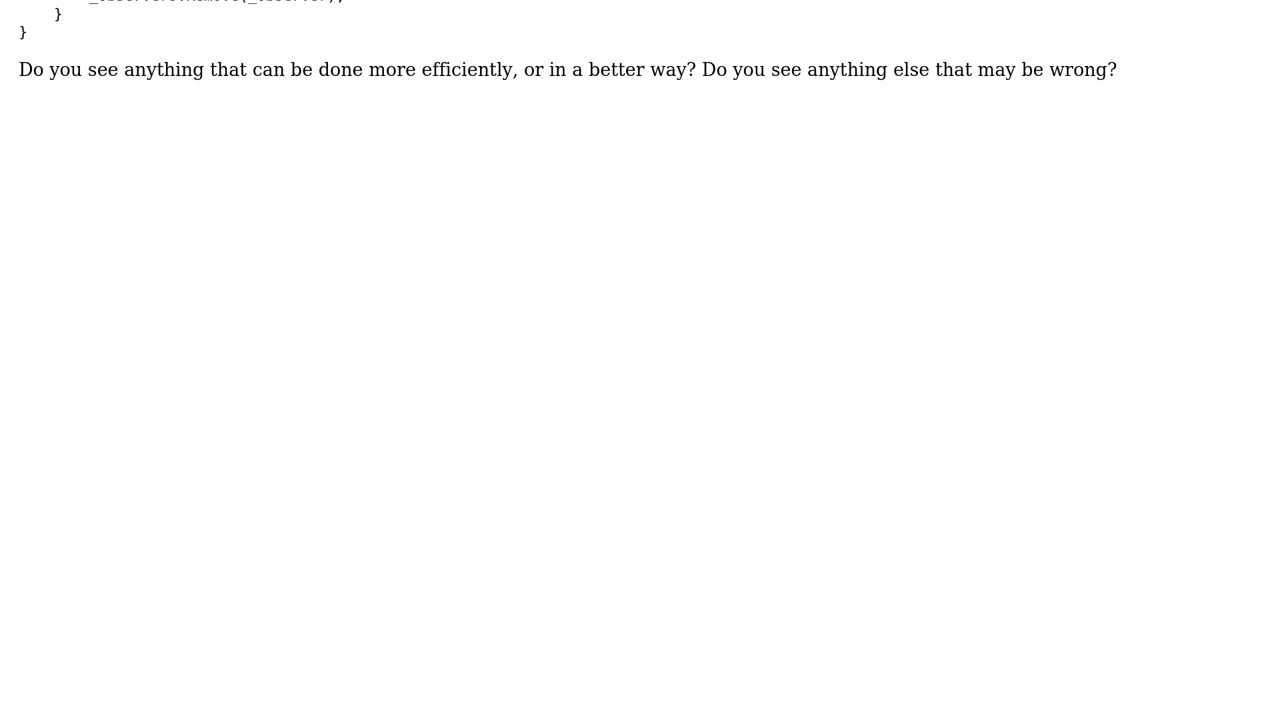 }
}
Do you see anything that can be done more efficiently, or in a better way? Do you see anything else that may be wrong?